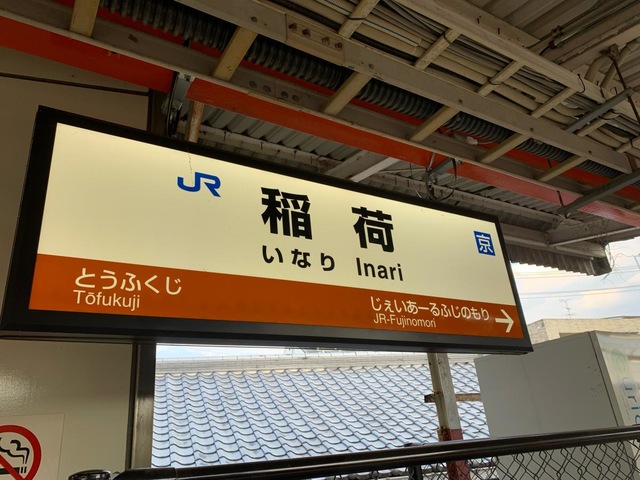 JR
稲荷
京
いなり Inari
とうふくじ
Tōfukuji
じぇいあーるふじのもり
JR-Fujinomori